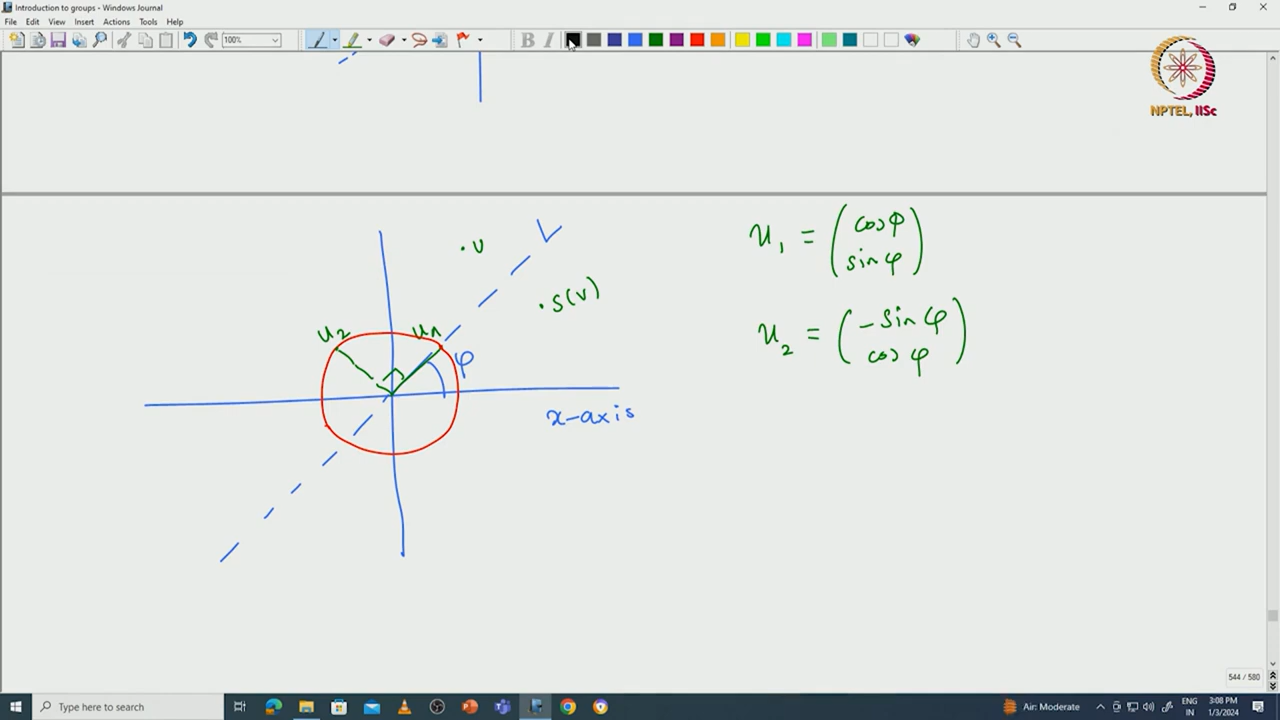 Introduction to groups - Windows Journal
File Edit View Insert Actions Tools Help
100%
B I
NPTEL, IISc
L
.v
.S(v)
u2 u1
φ
x-axis
u1 = (cos φ
sin φ)
u2 = (-sin φ
cos φ)
544 / 580
Type here to search
Air: Moderate
ENG
IN
3:08 PM
1/3/2024